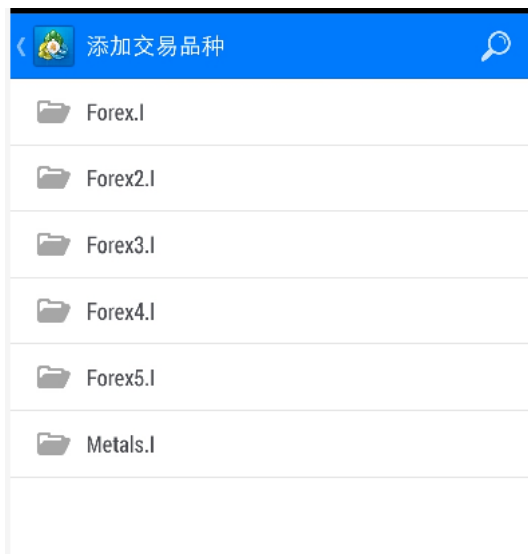 添加交易品种
Forex.l
Forex2.l
Forex3.l
Forex4.l
Forex5.l
Metals.l